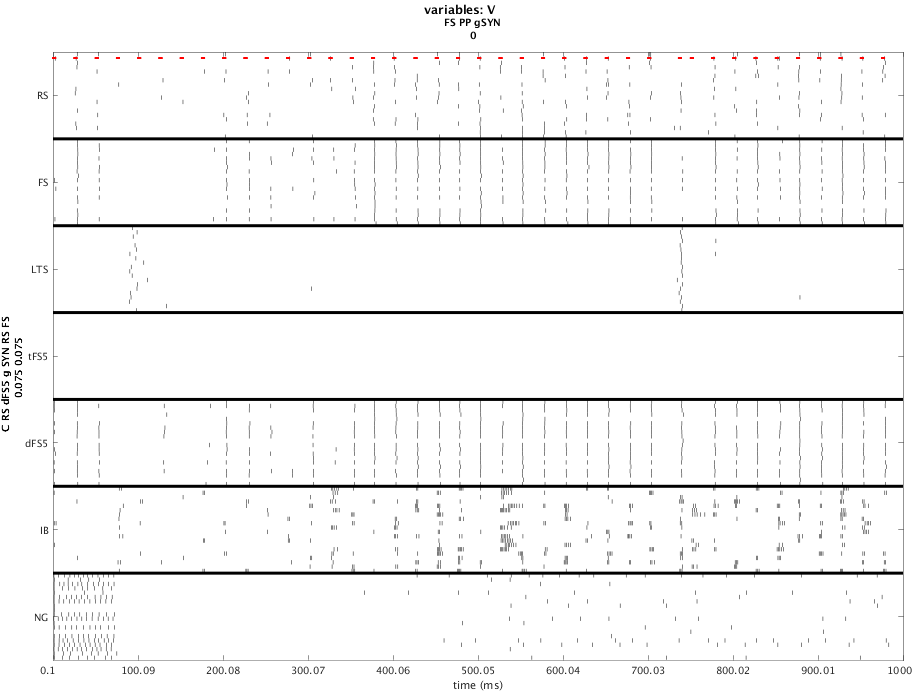 variables: V
FS PP gSYN
0
RS
FS
LTS
tFS5
dFS5
IB
NG
C RS dFS5 g SYN RS FS
0.075 0.075
0.1 100.09 200.08 300.07 400.06 500.05 600.04 700.03 800.02 900.01 1000
time (ms)